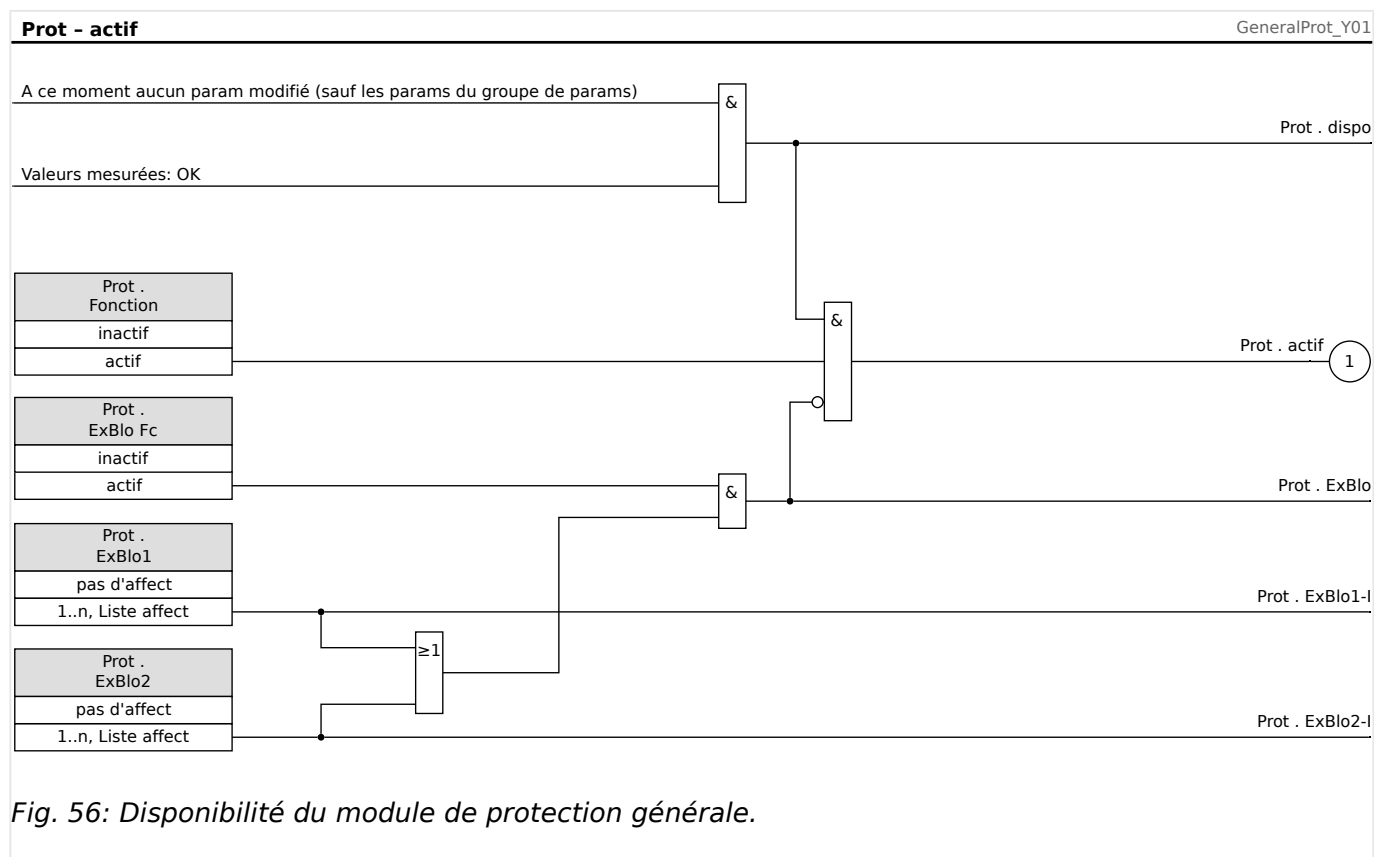 Prot – actif
GeneralProt_Y01
A ce moment aucun param modifié (sauf les params du groupe de params)
&
Prot . dispo
Valeurs mesurées: OK
Prot .
Fonction
inactif
actif
&
Prot . actif
1
Prot .
ExBlo Fc
inactif
actif
&
Prot . ExBlo
Prot .
ExBlo1
pas d'affect
1..n, Liste affect
Prot . ExBlo1-I
≥1
Prot .
ExBlo2
pas d'affect
1..n, Liste affect
Prot . ExBlo2-I
Fig. 56: Disponibilité du module de protection générale.